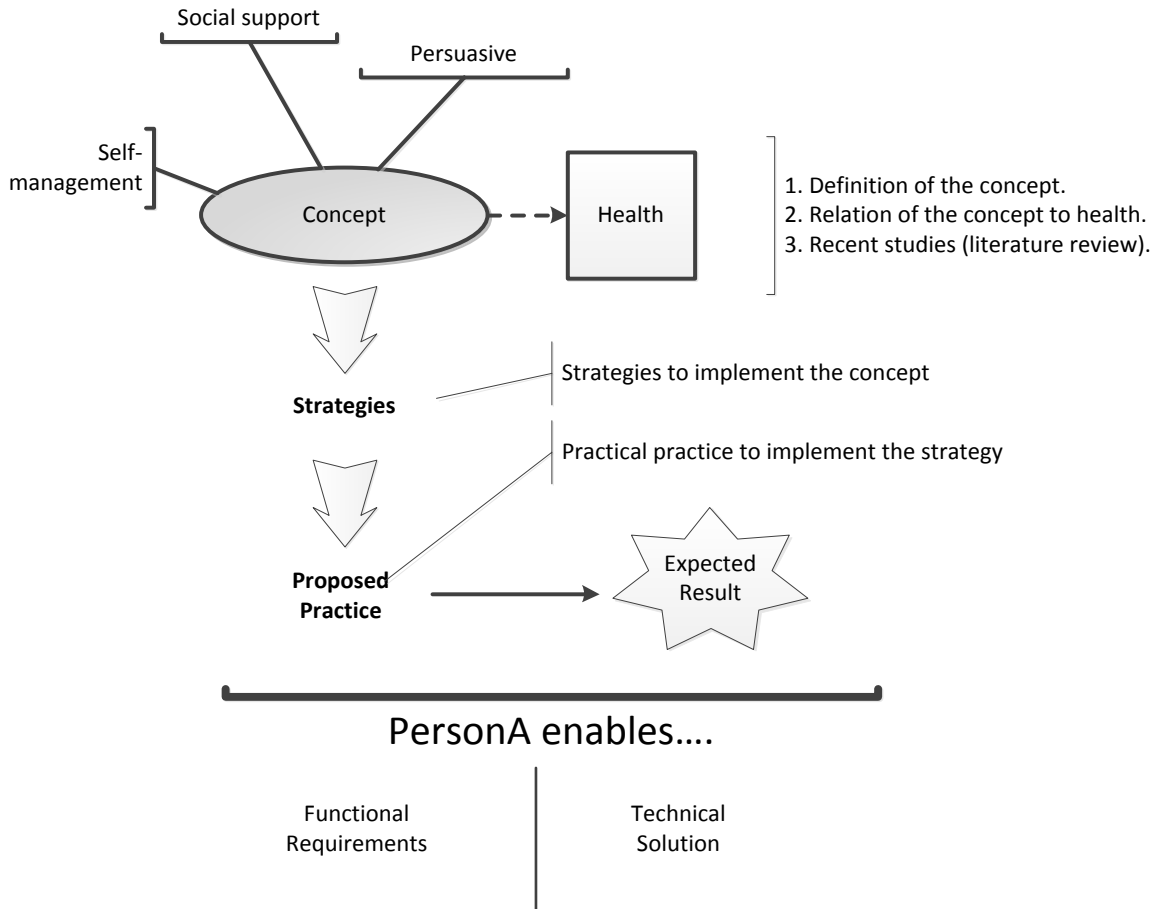 Social support
Persuasive
Self-
management
Concept
Health
1. Definition of the concept.
2. Relation of the concept to health.
3. Recent studies (literature review).
Strategies to implement the concept
Strategies
Practical practice to implement the strategy
Proposed
Practice
Expected
Result
PersonA enables….
Functional
Requirements
Technical
Solution